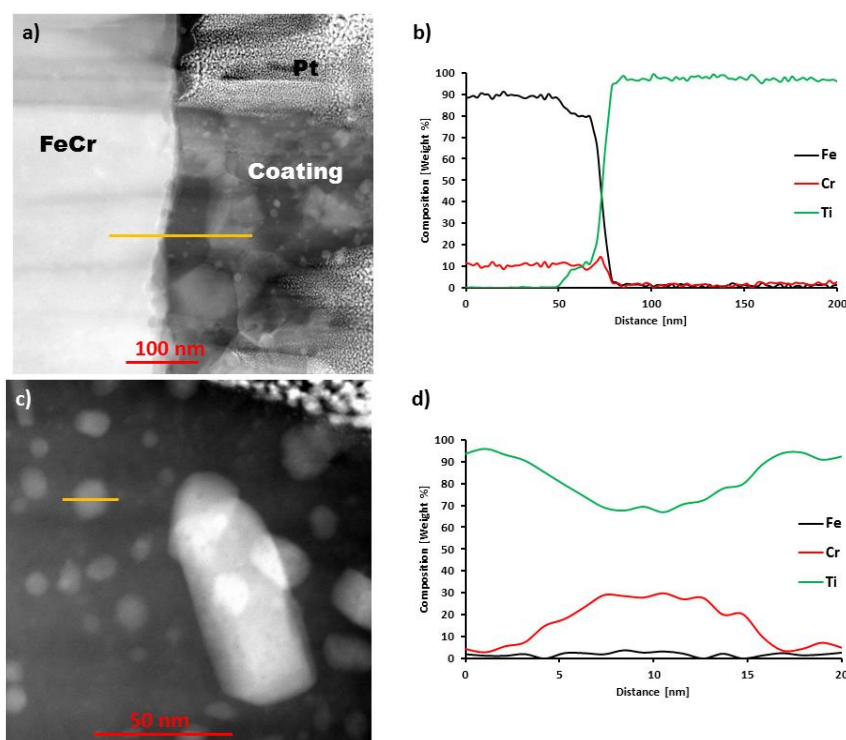 a)
Pt
FeCr
Coating
100 nm
b)
Composition [Weight %]
100
90
80
70
60
50
40
30
20
10
0
0 50 100 150 200
Distance [nm]
Fe
Cr
Ti
c)
50 nm
d)
Composition [Weight %]
100
90
80
70
60
50
40
30
20
10
0
0 5 10 15 20
Distance [nm]
Fe
Cr
Ti